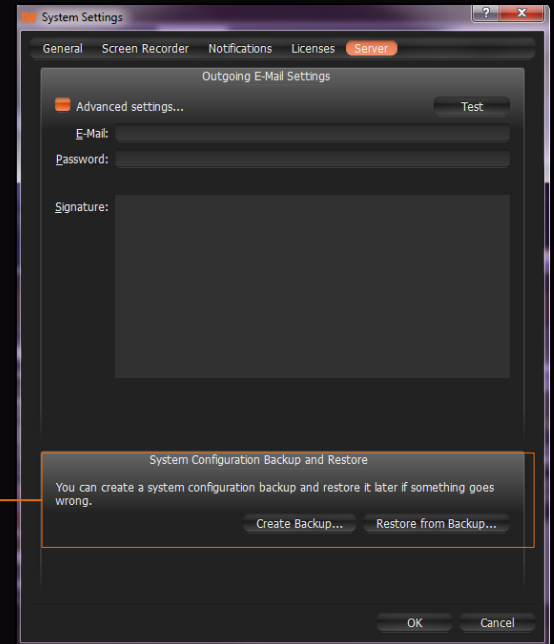 System Settings
General Screen Recorder Notifications Licenses Server
Outgoing E-Mail Settings
Advanced settings... Test
E-Mail:
Password:
Signature:
System Configuration Backup and Restore
You can create a system configuration backup and restore it later if something goes
wrong.
Create Backup... Restore from Backup...
OK Cancel